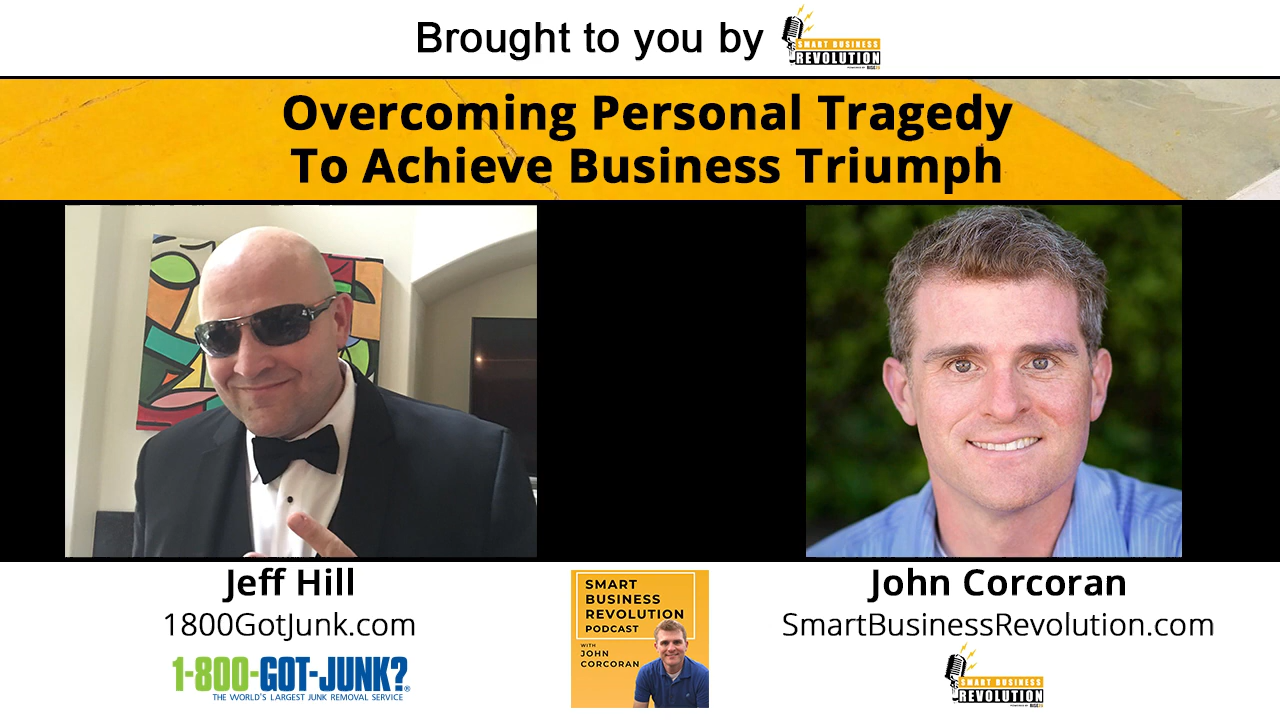 Brought to you by
SMART BUSINESS
REVOLUTION
Overcoming Personal Tragedy
To Achieve Business Triumph
Jeff Hill
1800GotJunk.com
1-800-GOT-JUNK?®
THE WORLD'S LARGEST JUNK REMOVAL SERVICE
SMART
BUSINESS
REVOLUTION
PODCAST
WITH
JOHN
CORCORAN
John Corcoran
SmartBusinessRevolution.com
SMART BUSINESS
REVOLUTION